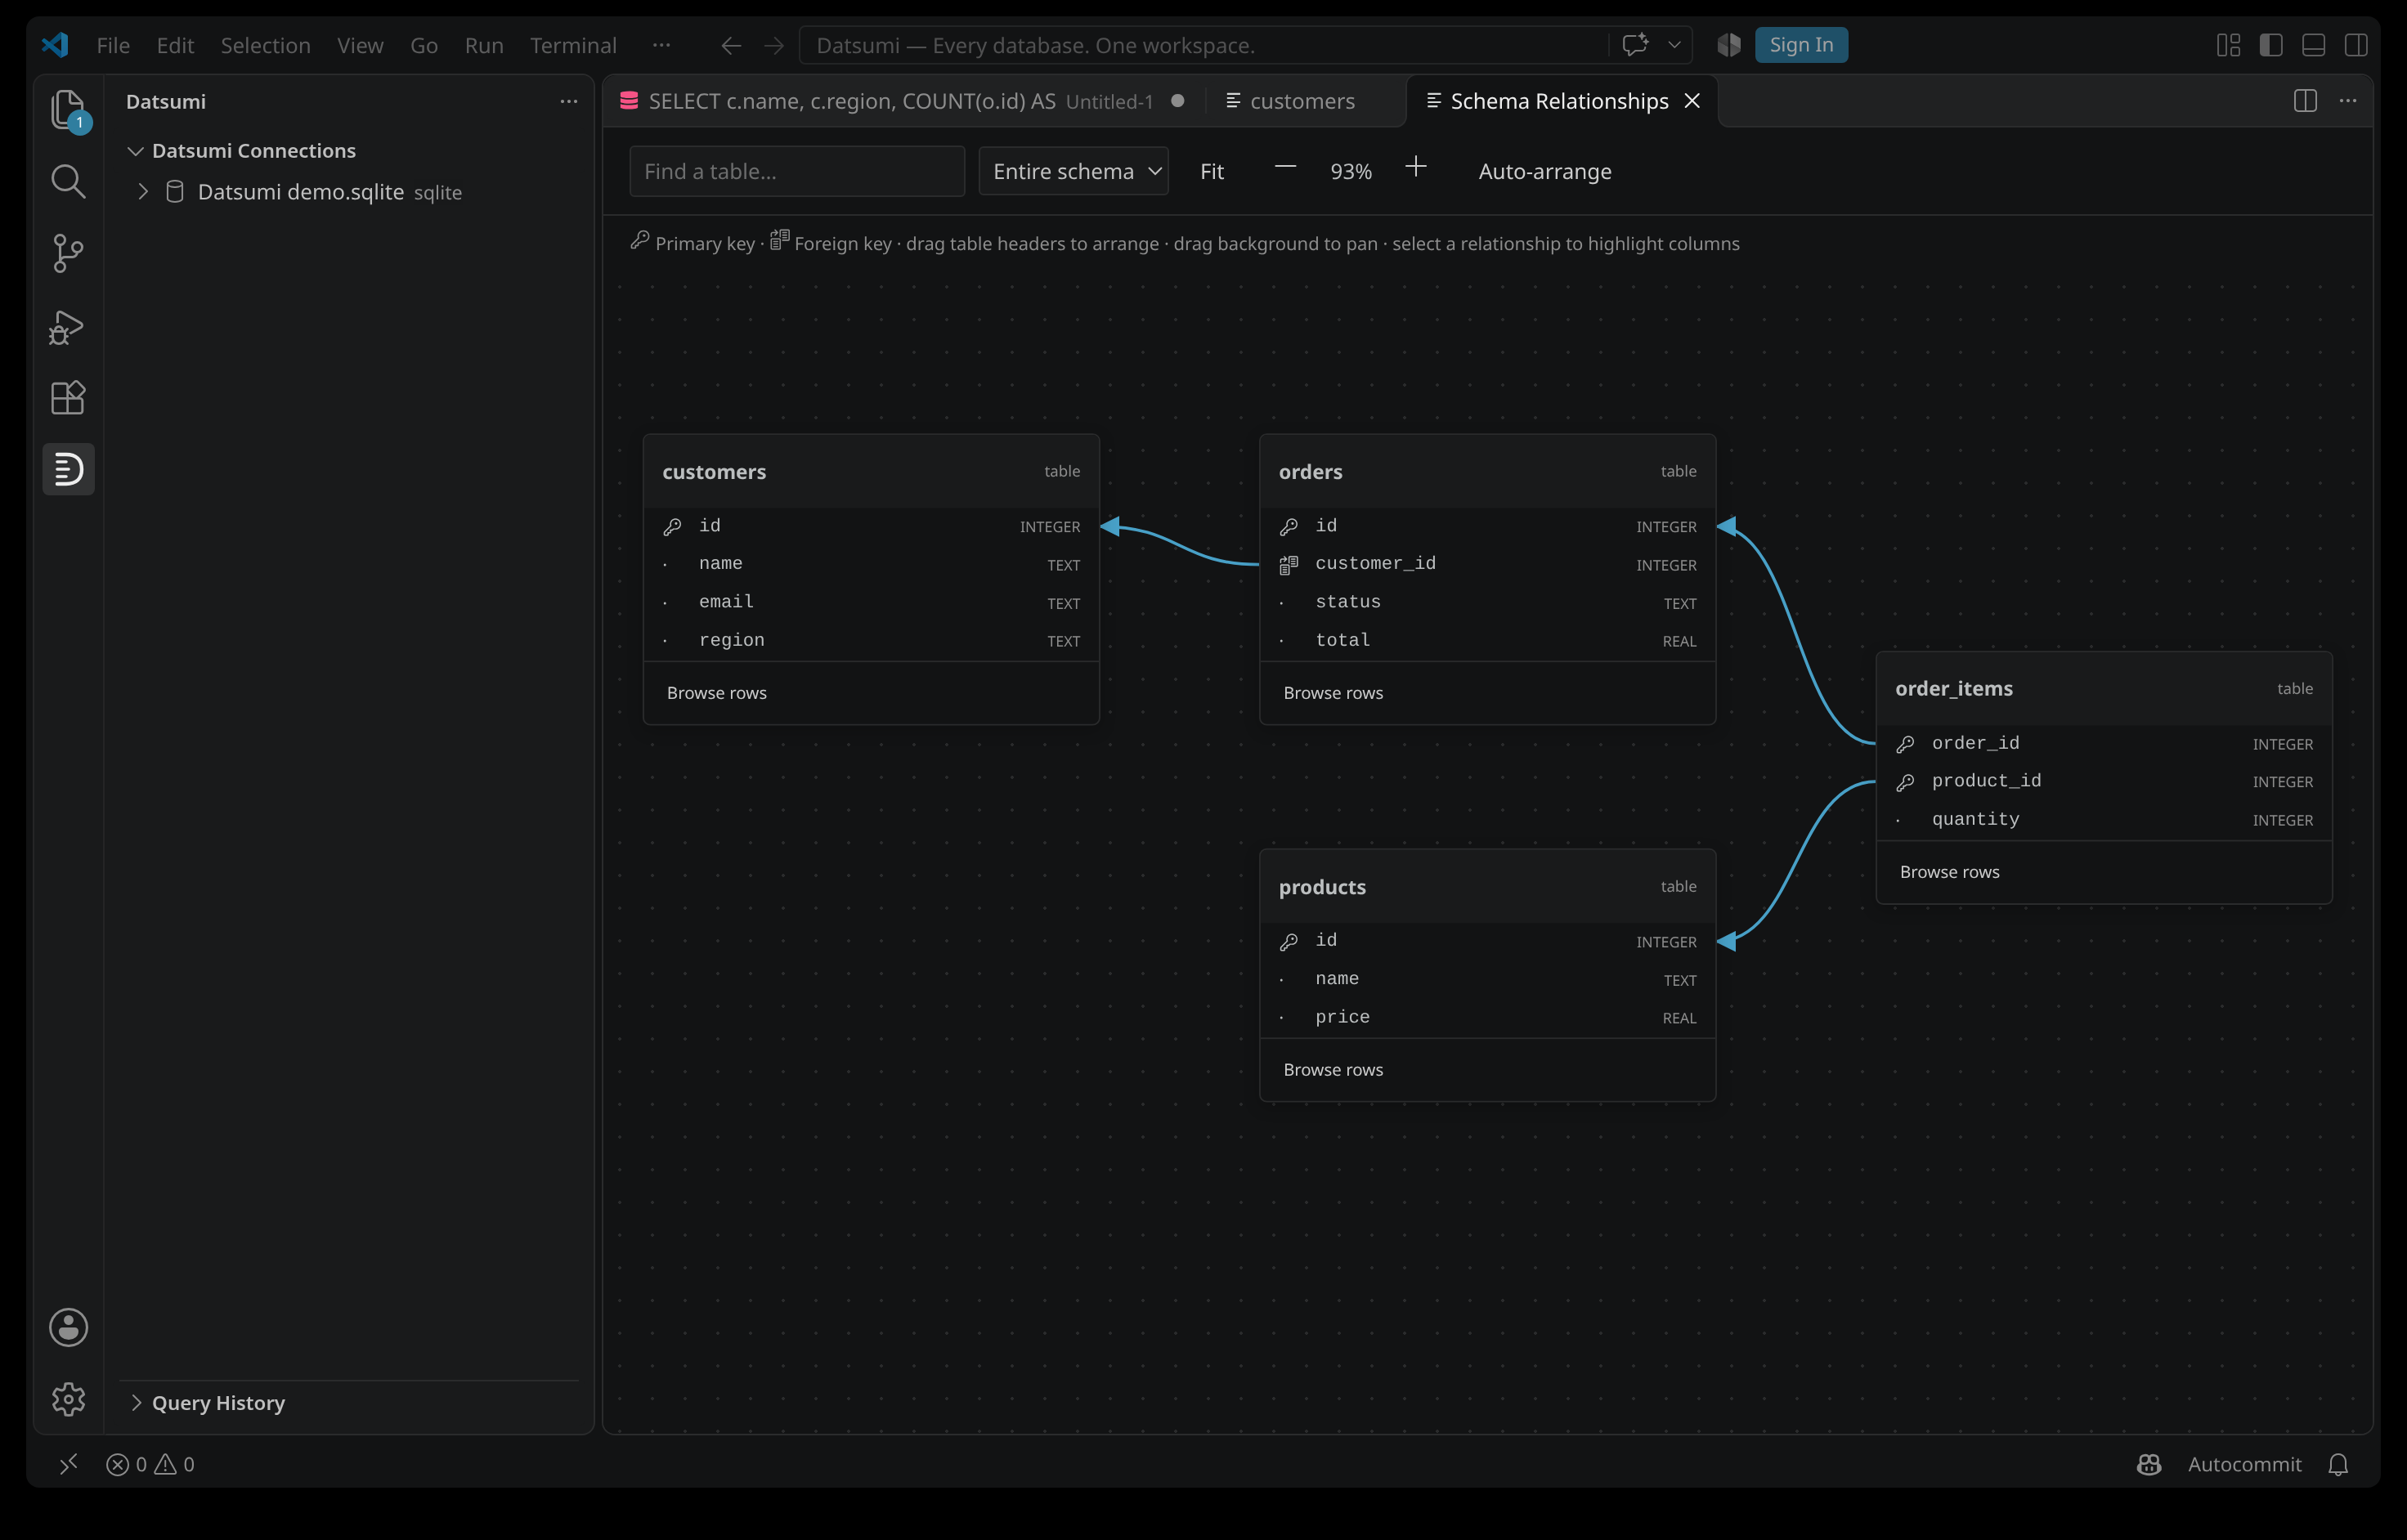 File Edit Selection View Go Run Terminal ··· Datsumi — Every database. One workspace. Sign In
Datsumi
SELECT c.name, c.region, COUNT(o.id) AS Untitled-1
customers
Schema Relationships
1
Datsumi Connections
Datsumi demo.sqlite sqlite
Find a table...
Entire schema
Fit
93%
Auto-arrange
Primary key · Foreign key · drag table headers to arrange · drag background to pan · select a relationship to highlight columns
customers table
id INTEGER
· name TEXT
· email TEXT
· region TEXT
Browse rows
orders table
id INTEGER
customer_id INTEGER
· status TEXT
· total REAL
Browse rows
order_items table
order_id INTEGER
product_id INTEGER
· quantity INTEGER
Browse rows
products table
id INTEGER
· name TEXT
· price REAL
Browse rows
Query History
0 0
Autocommit